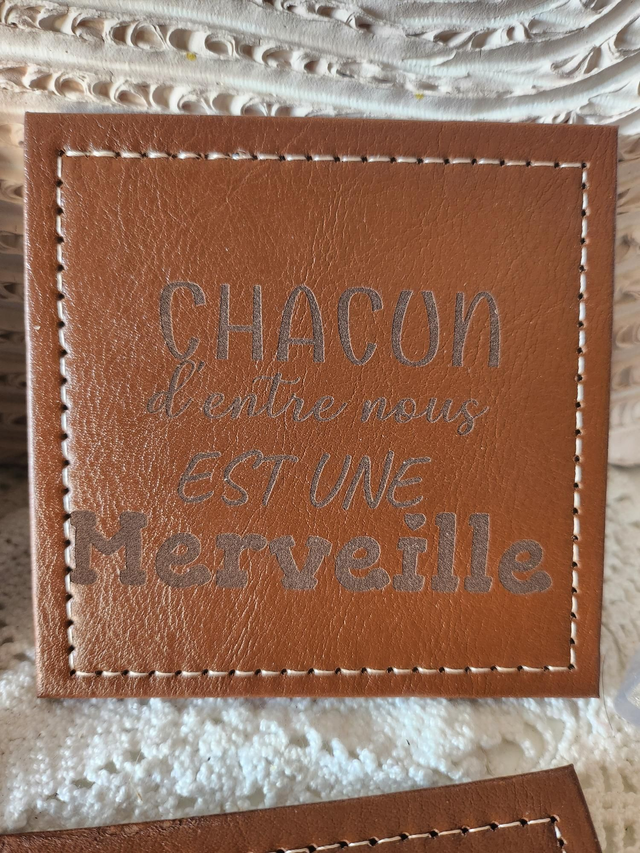 CHACUN
d'entre nous
EST UNE
Merveille